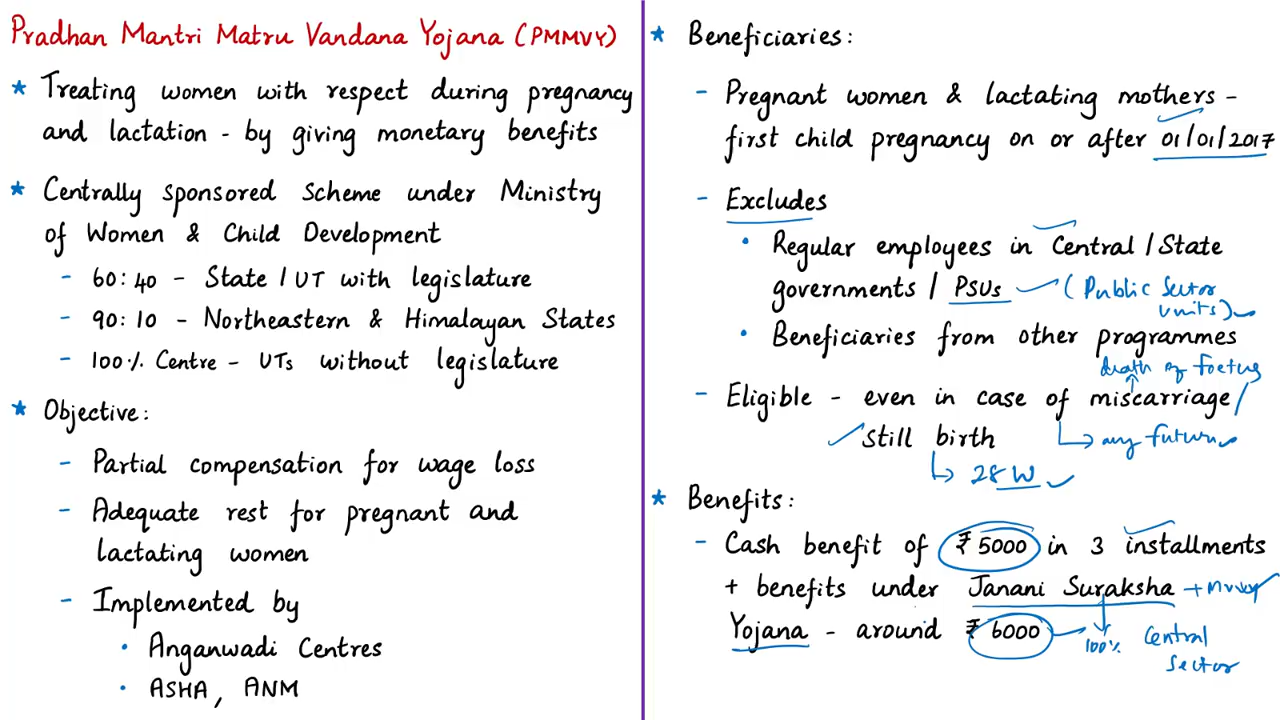 Pradhan Mantri Matru Vandana Yojana (PMMVY)
* Treating women with respect during pregnancy
and lactation - by giving monetary benefits
* Centrally sponsored Scheme under Ministry
of Women & Child Development
- 60:40 - State / UT with legislature
- 90:10 - Northeastern & Himalayan States
- 100% Centre - UTs without legislature
* Objective:
- Partial compensation for wage loss
- Adequate rest for pregnant and
lactating women
- Implemented by
• Anganwadi Centres
• ASHA, ANM
* Beneficiaries:
- Pregnant women & lactating mothers -
first child pregnancy on or after 01/01/2017
- Excludes
• Regular employees in Central / State
governments / PSUs (Public Sector
units)
• Beneficiaries from other programmes
death of foetus
- Eligible - even in case of miscarriage /
still birth
any future
28 W
* Benefits:
- Cash benefit of ₹ 5000 in 3 installments
+ benefits under Janani Suraksha
Yojana - around ₹ 6000
100% Central
Sector